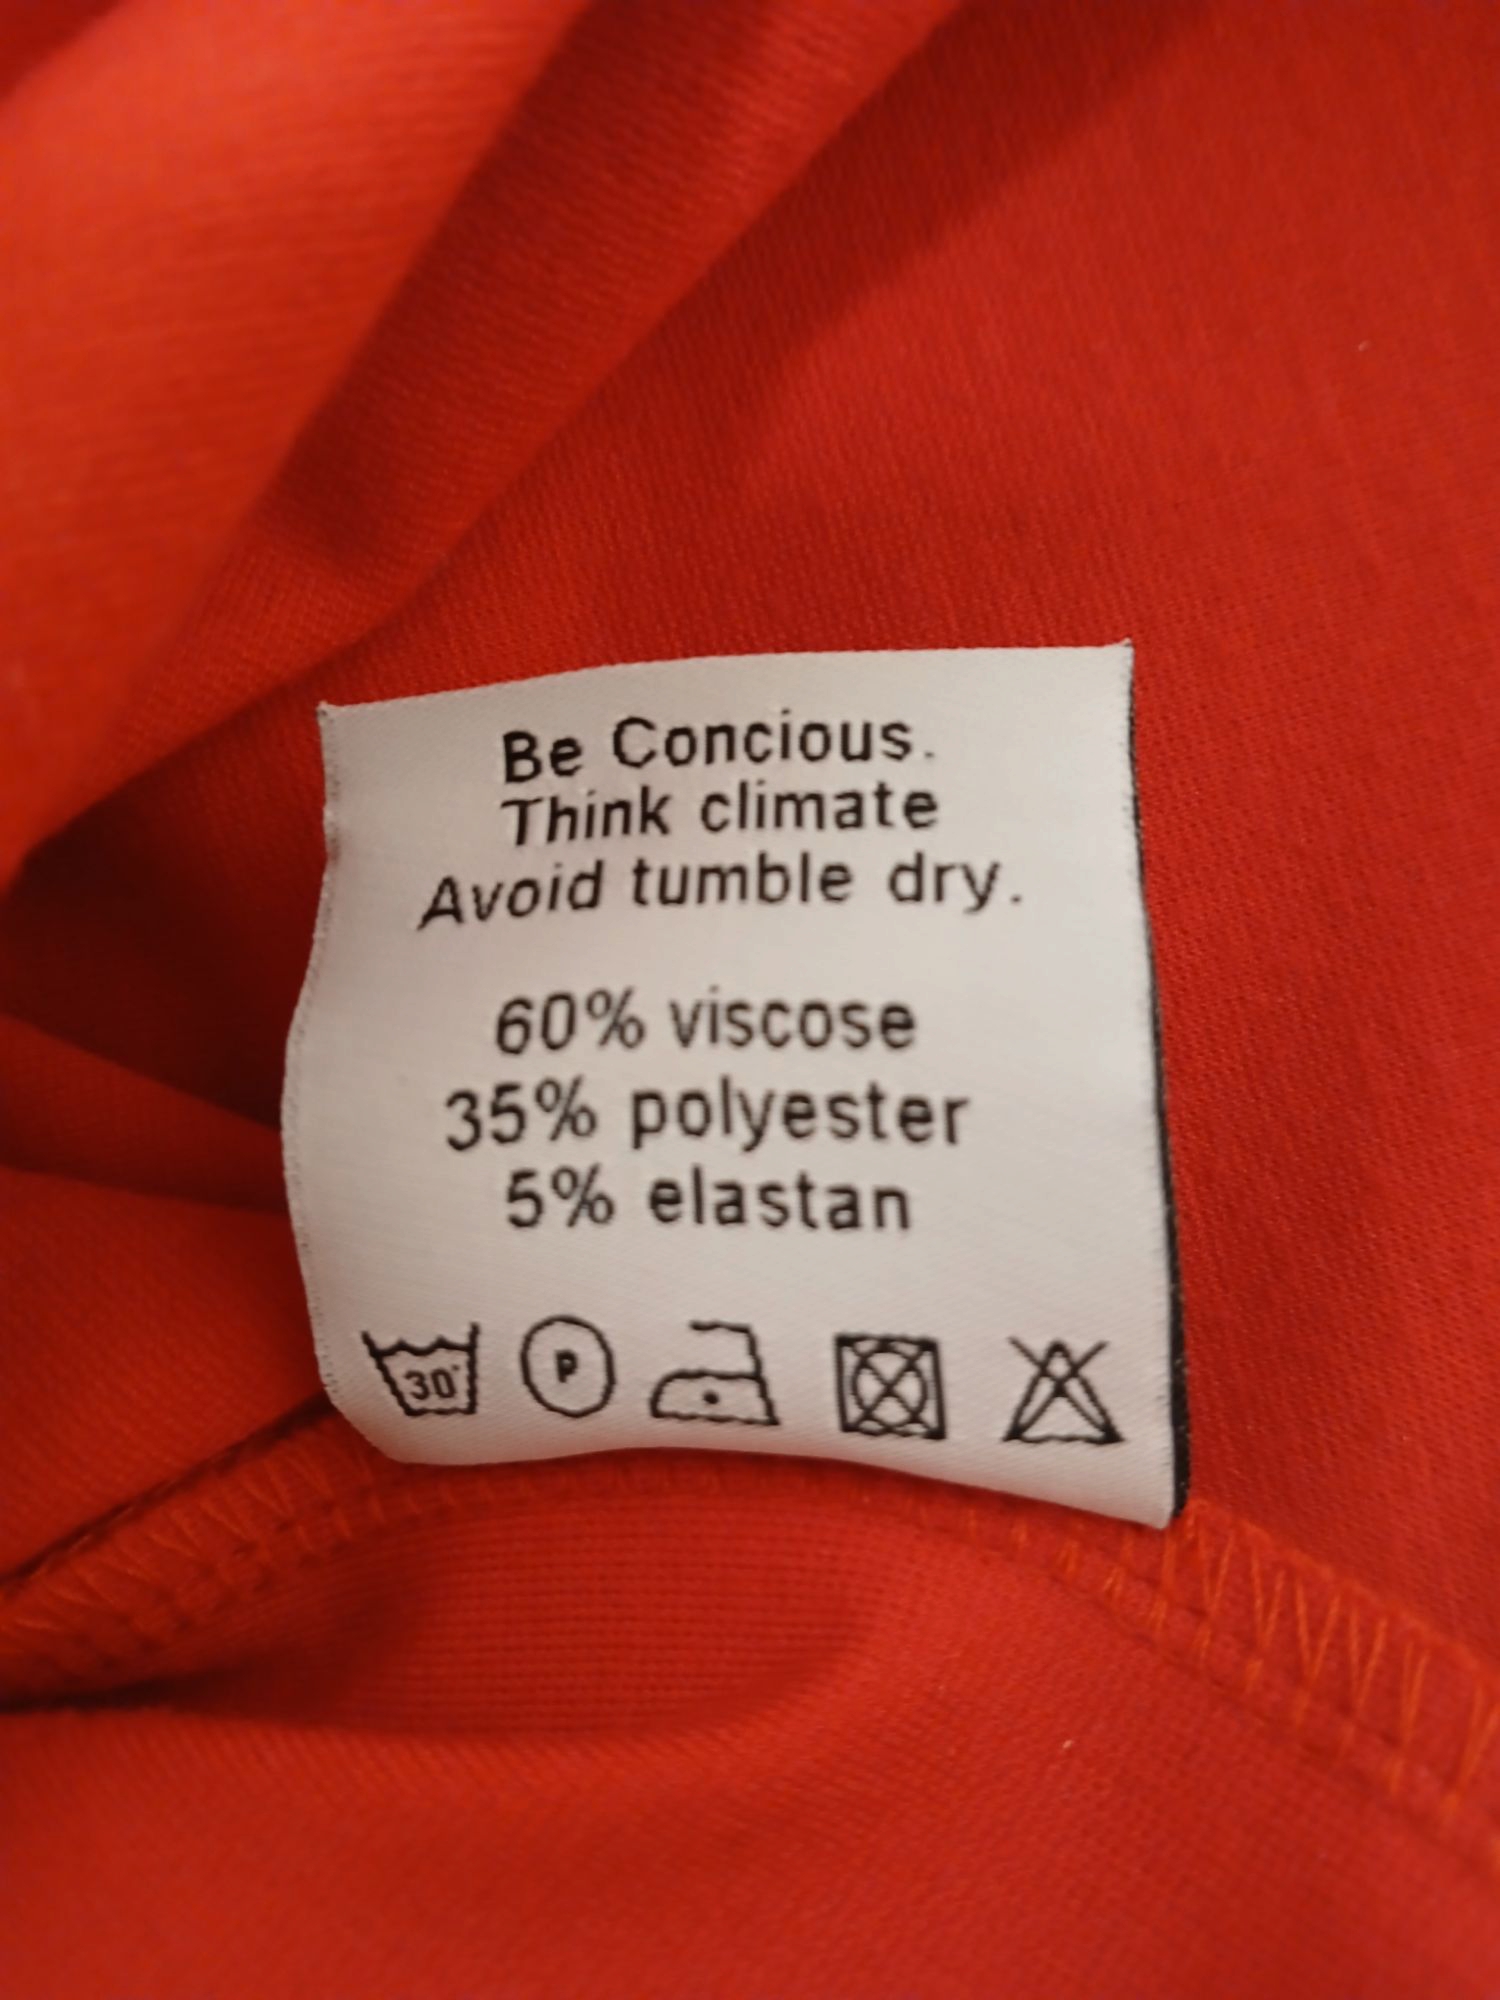 Be Concious.
Think climate
Avoid tumble dry.
60% viscose
35% polyester
5% elastan
30° P